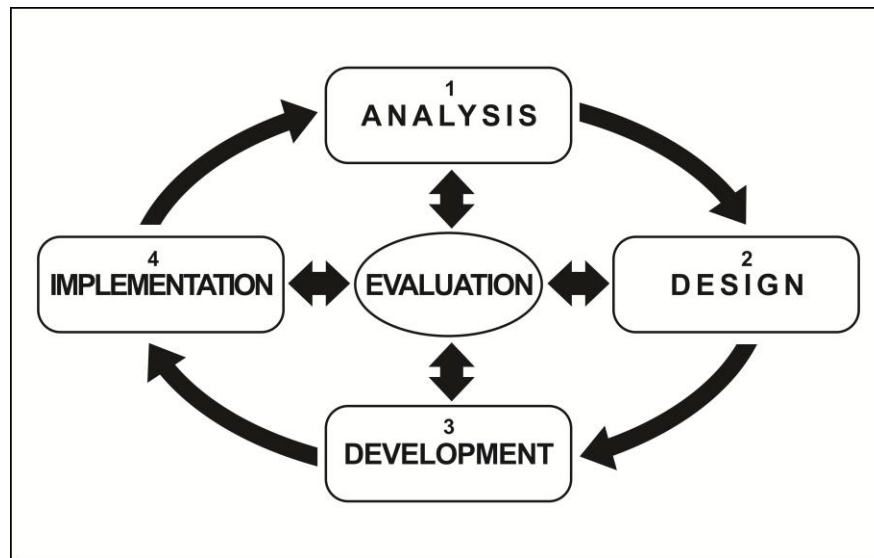 1
ANALYSIS
2
DESIGN
3
DEVELOPMENT
4
IMPLEMENTATION
EVALUATION